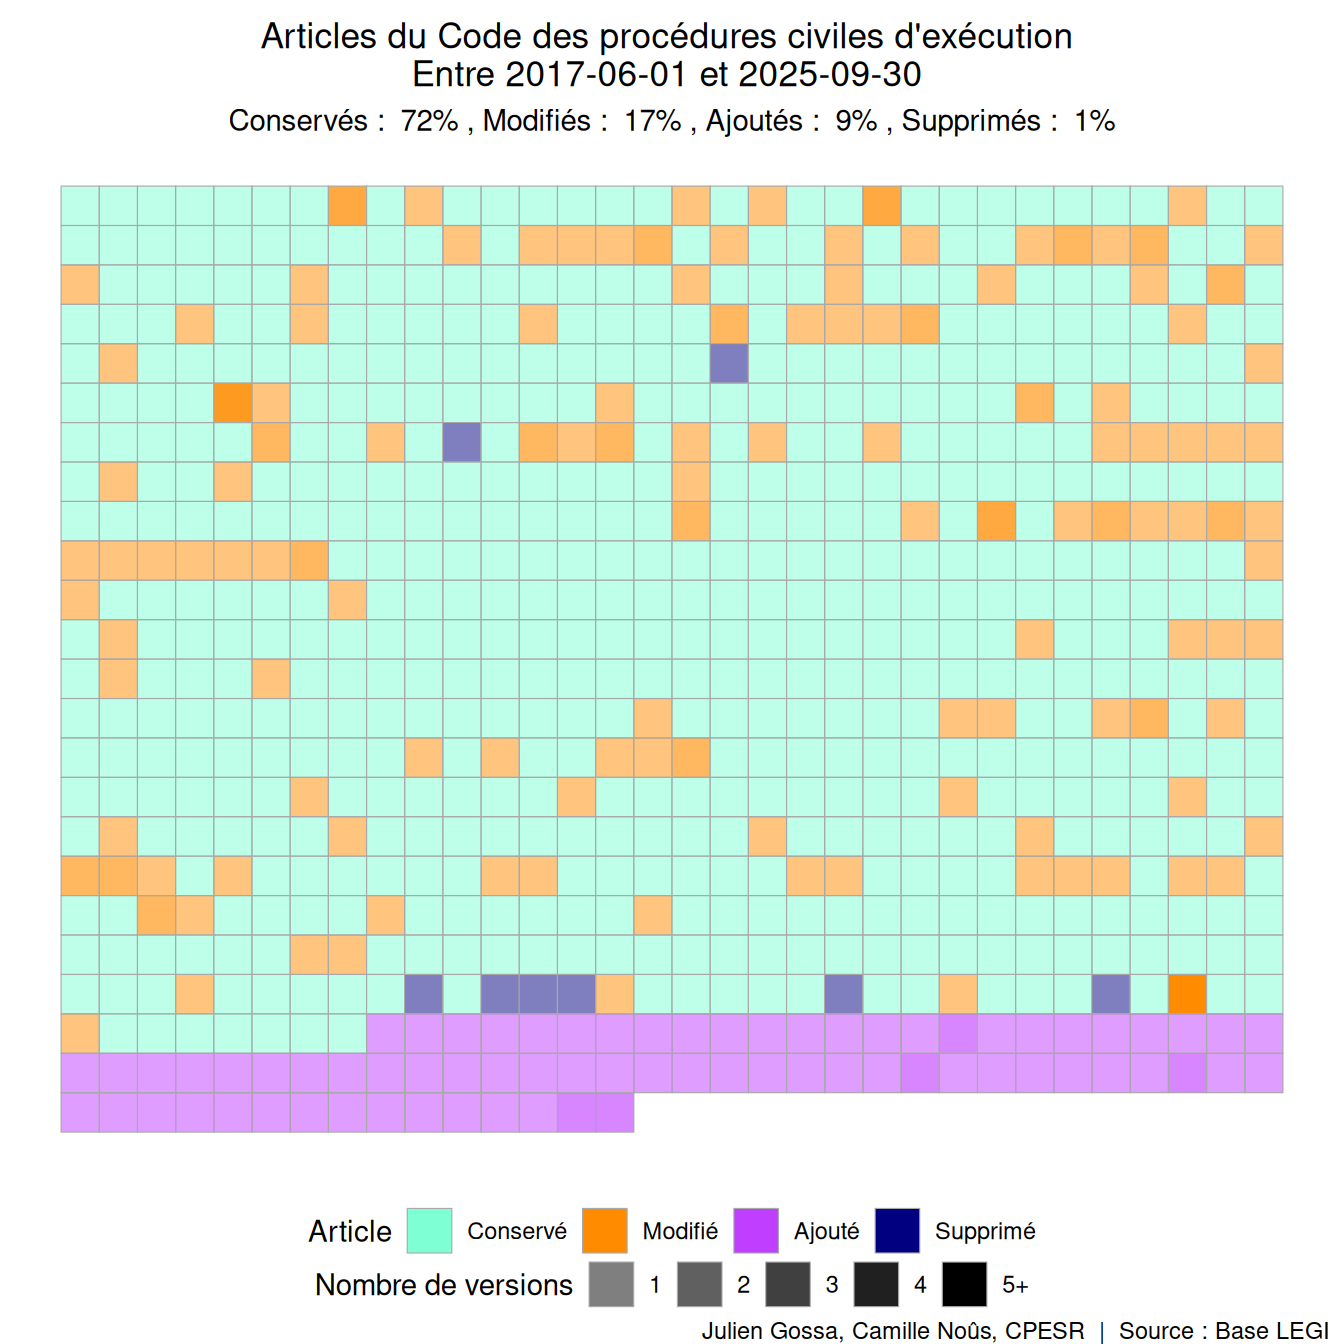 Articles du Code des procédures civiles d'exécution
Entre 2017-06-01 et 2025-09-30
Conservés :  72% , Modifiés :  17% , Ajoutés :  9% , Supprimés :  1%
Article Conservé Modifié Ajouté Supprimé
Nombre de versions 1 2 3 4 5+
Julien Gossa, Camille Noûs, CPESR | Source : Base LEGI